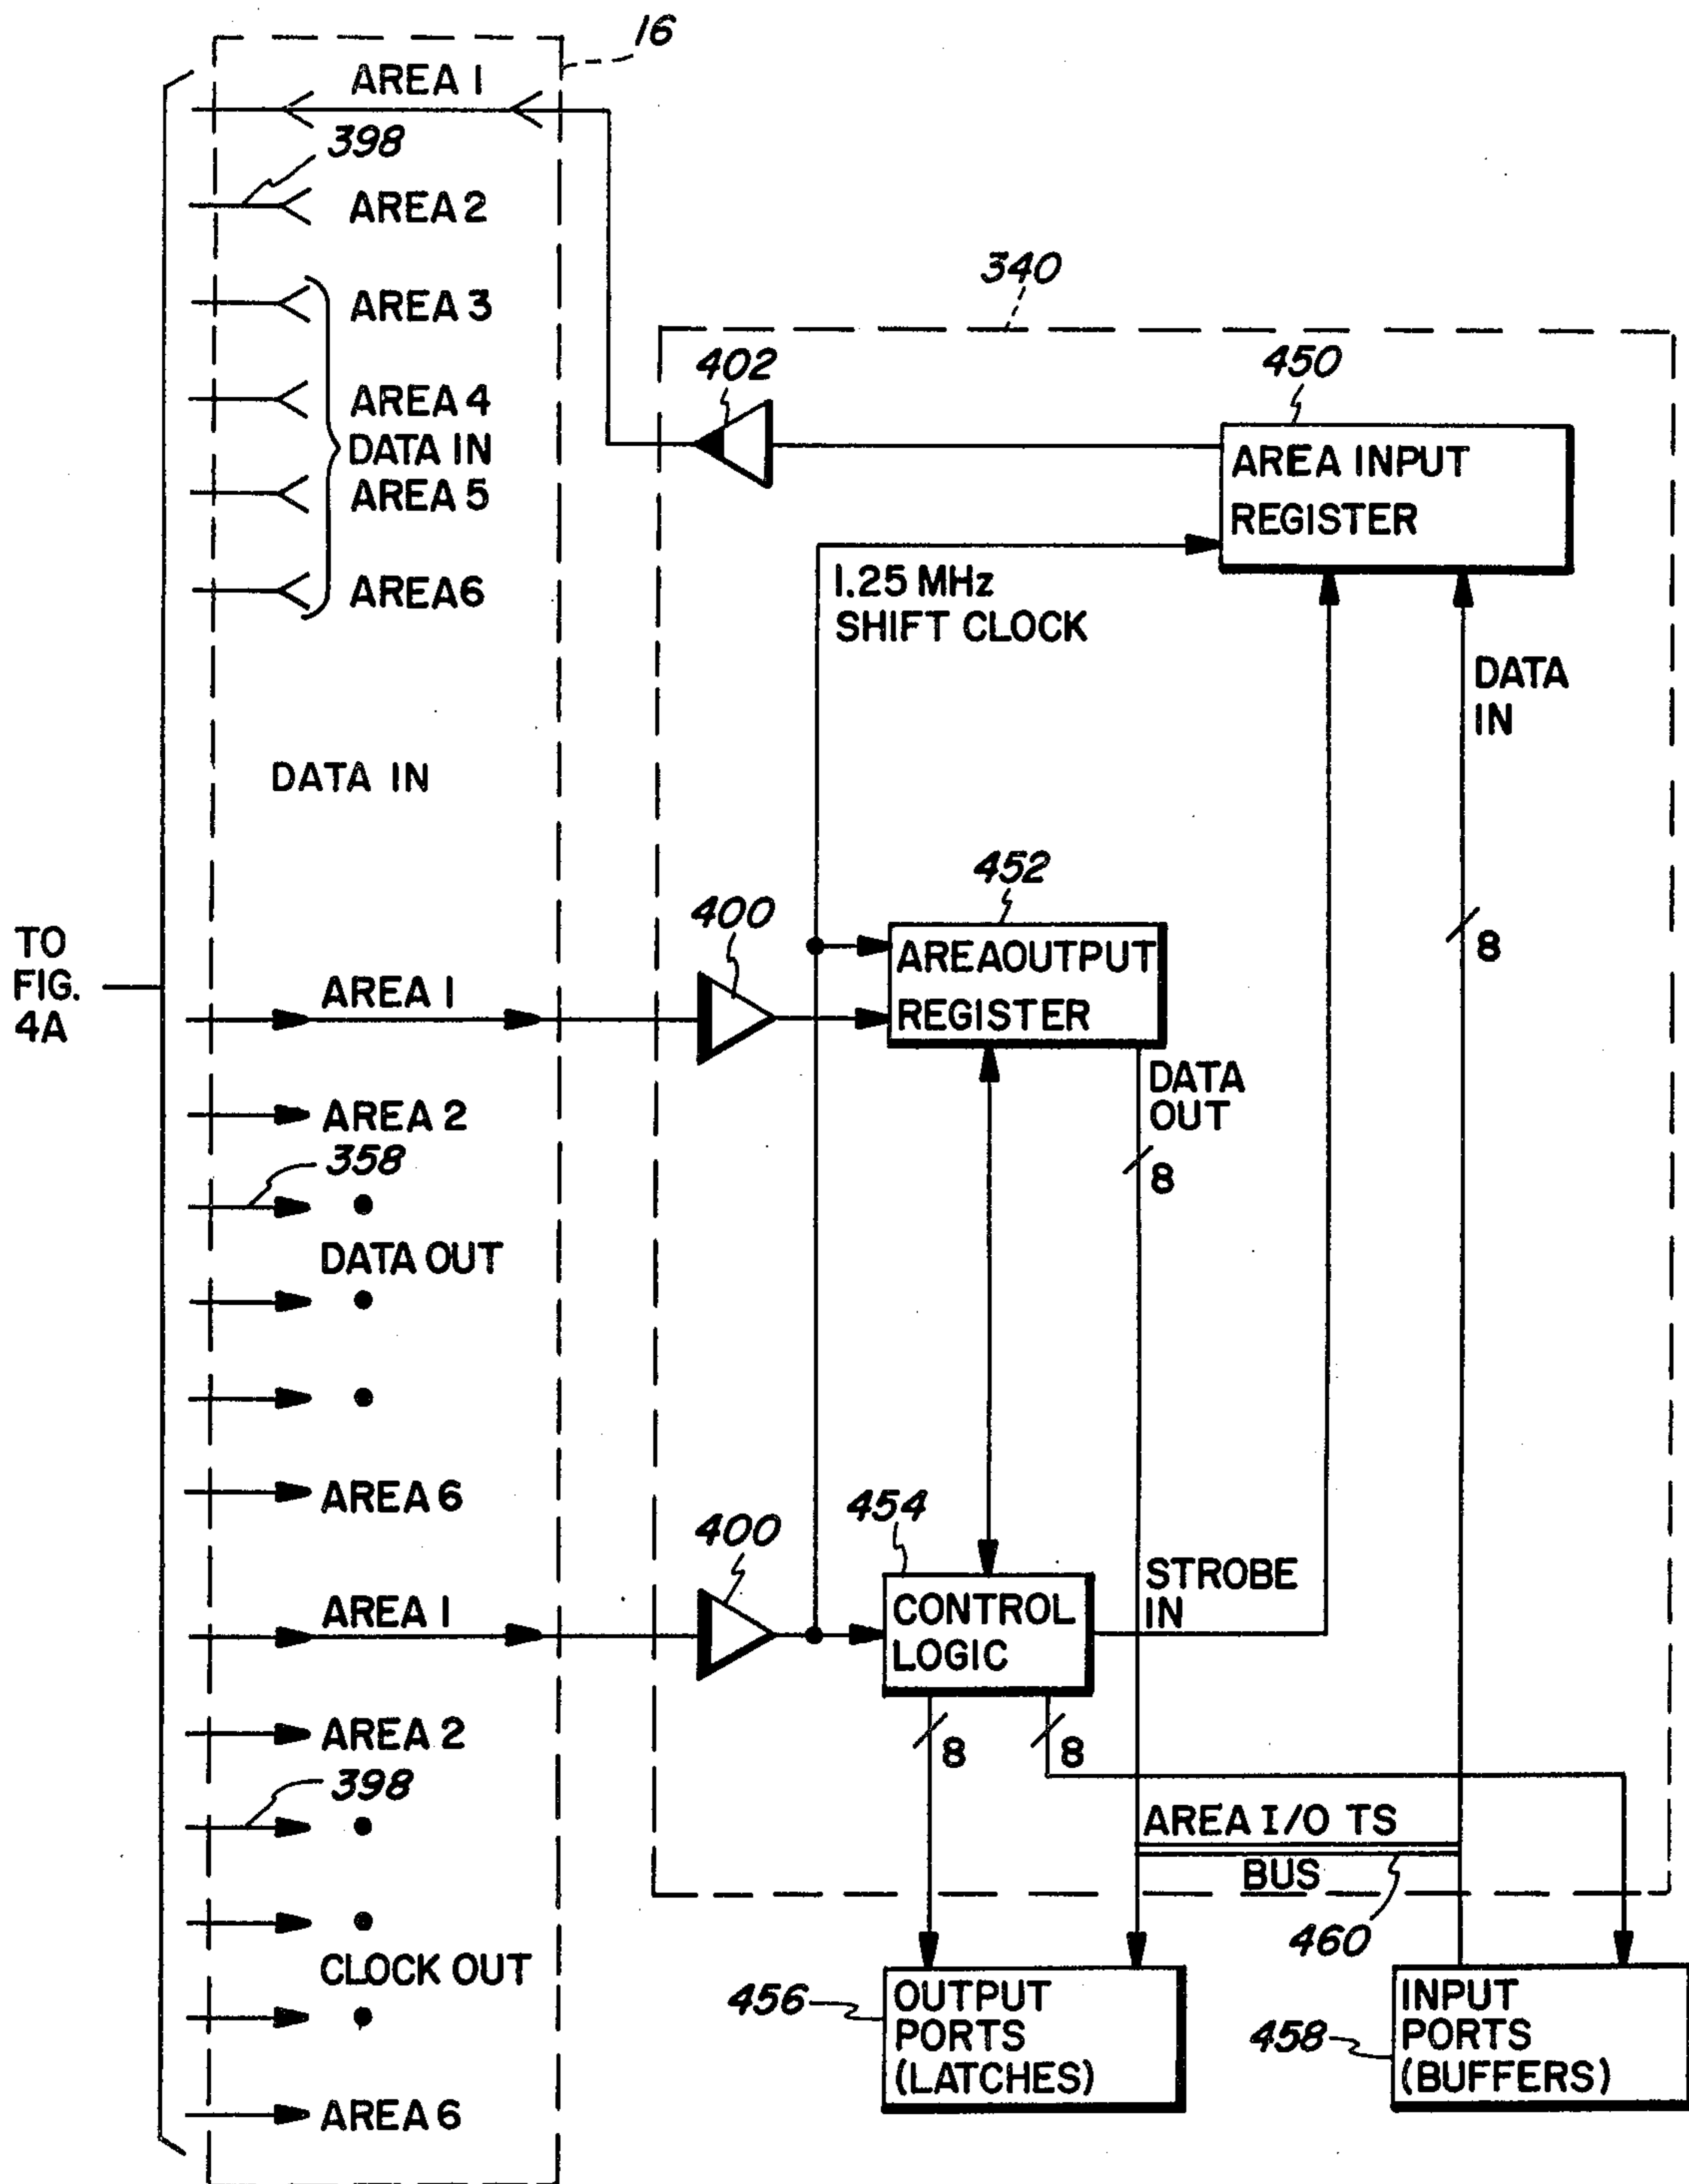 16
AREA 1
398
AREA 2
AREA 3
AREA 4
DATA IN
AREA 5
AREA 6
DATA IN
TO
FIG.
4A
AREA 1
AREA 2
358
DATA OUT
AREA 6
AREA 1
AREA 2
398
CLOCK OUT
AREA 6
340
402
450
AREA INPUT
REGISTER
1.25 MHz
SHIFT CLOCK
DATA
IN
8
452
400
AREA OUTPUT
REGISTER
DATA
OUT
8
454
400
CONTROL
LOGIC
STROBE
IN
8
8
AREA I/O TS
BUS
460
456
OUTPUT
PORTS
(LATCHES)
458
INPUT
PORTS
(BUFFERS)